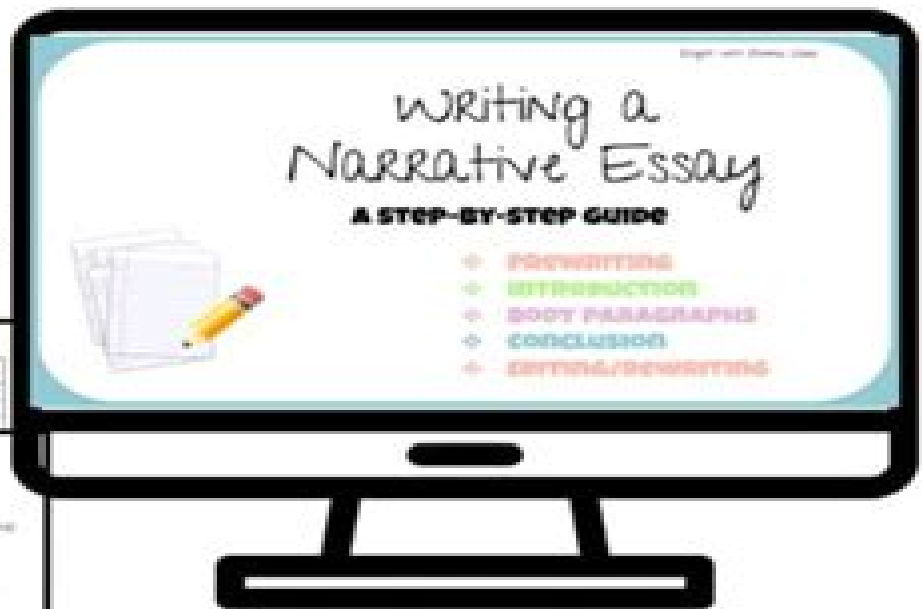 Writing a
Narrative Essay
A STEP-BY-STEP GUIDE
PREWRITING
INTRODUCTION
BODY PARAGRAPHS
CONCLUSION
EDITING/REWRITING